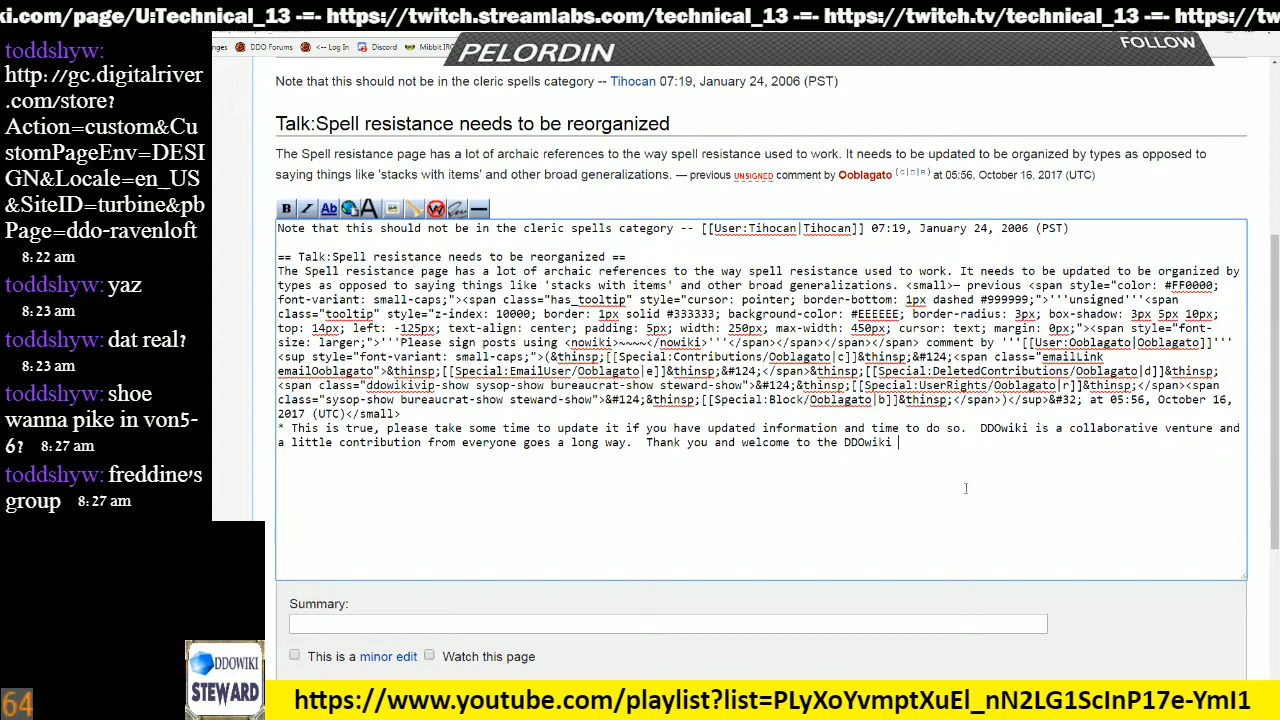 ki.com/page/U:Technical_13 -=- https://twitch.streamlabs.com/technical_13 -=- https://twitch.tv/technical_13 -=- https://tw
toddshyw:
http://gc.digitalriver
.com/store?
Action=custom&Cu
stomPageEnv=DESI
GN&Locale=en_US
&SiteID=turbine&pb
Page=ddo-ravenloft
8:22 am
toddshyw: yaz
8:23 am
toddshyw: dat real?
8:23 am
toddshyw: shoe
wanna pike in von5-
6? 8:27 am
toddshyw: freddine's
group 8:27 am
nges DDO Forums <-- Log In Discord Mibbit IR
PELORDIN
FOLLOW
Note that this should not be in the cleric spells category -- Tihocan 07:19, January 24, 2006 (PST)
Talk:Spell resistance needs to be reorganized
The Spell resistance page has a lot of archaic references to the way spell resistance used to work. It needs to be updated to be organized by types as opposed to
saying things like 'stacks with items' and other broad generalizations. — previous UNSIGNED comment by Ooblagato (C|D|R) at 05:56, October 16, 2017 (UTC)
B I Ab A W
Note that this should not be in the cleric spells category -- [[User:Tihocan|Tihocan]] 07:19, January 24, 2006 (PST)
== Talk:Spell resistance needs to be reorganized ==
The Spell resistance page has a lot of archaic references to the way spell resistance used to work. It needs to be updated to be organized by
types as opposed to saying things like 'stacks with items' and other broad generalizations. <small>— previous <span style="color: #FF0000;
font-variant: small-caps;"><span class="has_tooltip" style="cursor: pointer; border-bottom: 1px dashed #999999;">'''unsigned'''<span
class="tooltip" style="z-index: 10000; border: 1px solid #333333; background-color: #EEEEEE; border-radius: 3px; box-shadow: 3px 5px 10px;
top: 14px; left: -125px; text-align: center; padding: 5px; width: 250px; max-width: 450px; cursor: text; margin: 0px;"><span style="font-
size: larger;">'''Please sign posts using <nowiki>~~~~</nowiki>'''</span></span></span></span> comment by '''[[User:Ooblagato|Ooblagato]]'''
<sup style="font-variant: small-caps;">(&thinsp;[[Special:Contributions/Ooblagato|c]]&thinsp;&#124;<span class="emailLink
emailOoblagato">&thinsp;[[Special:EmailUser/Ooblagato|e]]&thinsp;&#124;</span>&thinsp;[[Special:DeletedContributions/Ooblagato|d]]&thinsp;
<span class="ddowikivip-show sysop-show bureaucrat-show steward-show">&#124;&thinsp;[[Special:UserRights/Ooblagato|r]]&thinsp;</span><span
class="sysop-show bureaucrat-show steward-show">&#124;&thinsp;[[Special:Block/Ooblagato|b]]&thinsp;</span>)</sup>&#32; at 05:56, October 16,
2017 (UTC)</small>
* This is true, please take some time to update it if you have updated information and time to do so.  DDOwiki is a collaborative venture and
a little contribution from everyone goes a long way.  Thank you and welcome to the DDOwiki
Summary:
This is a minor edit Watch this page
DDOWIKI
STEWARD
64
https://www.youtube.com/playlist?list=PLyXoYvmptXuEl_nN2LG1ScInP17e-YmI1